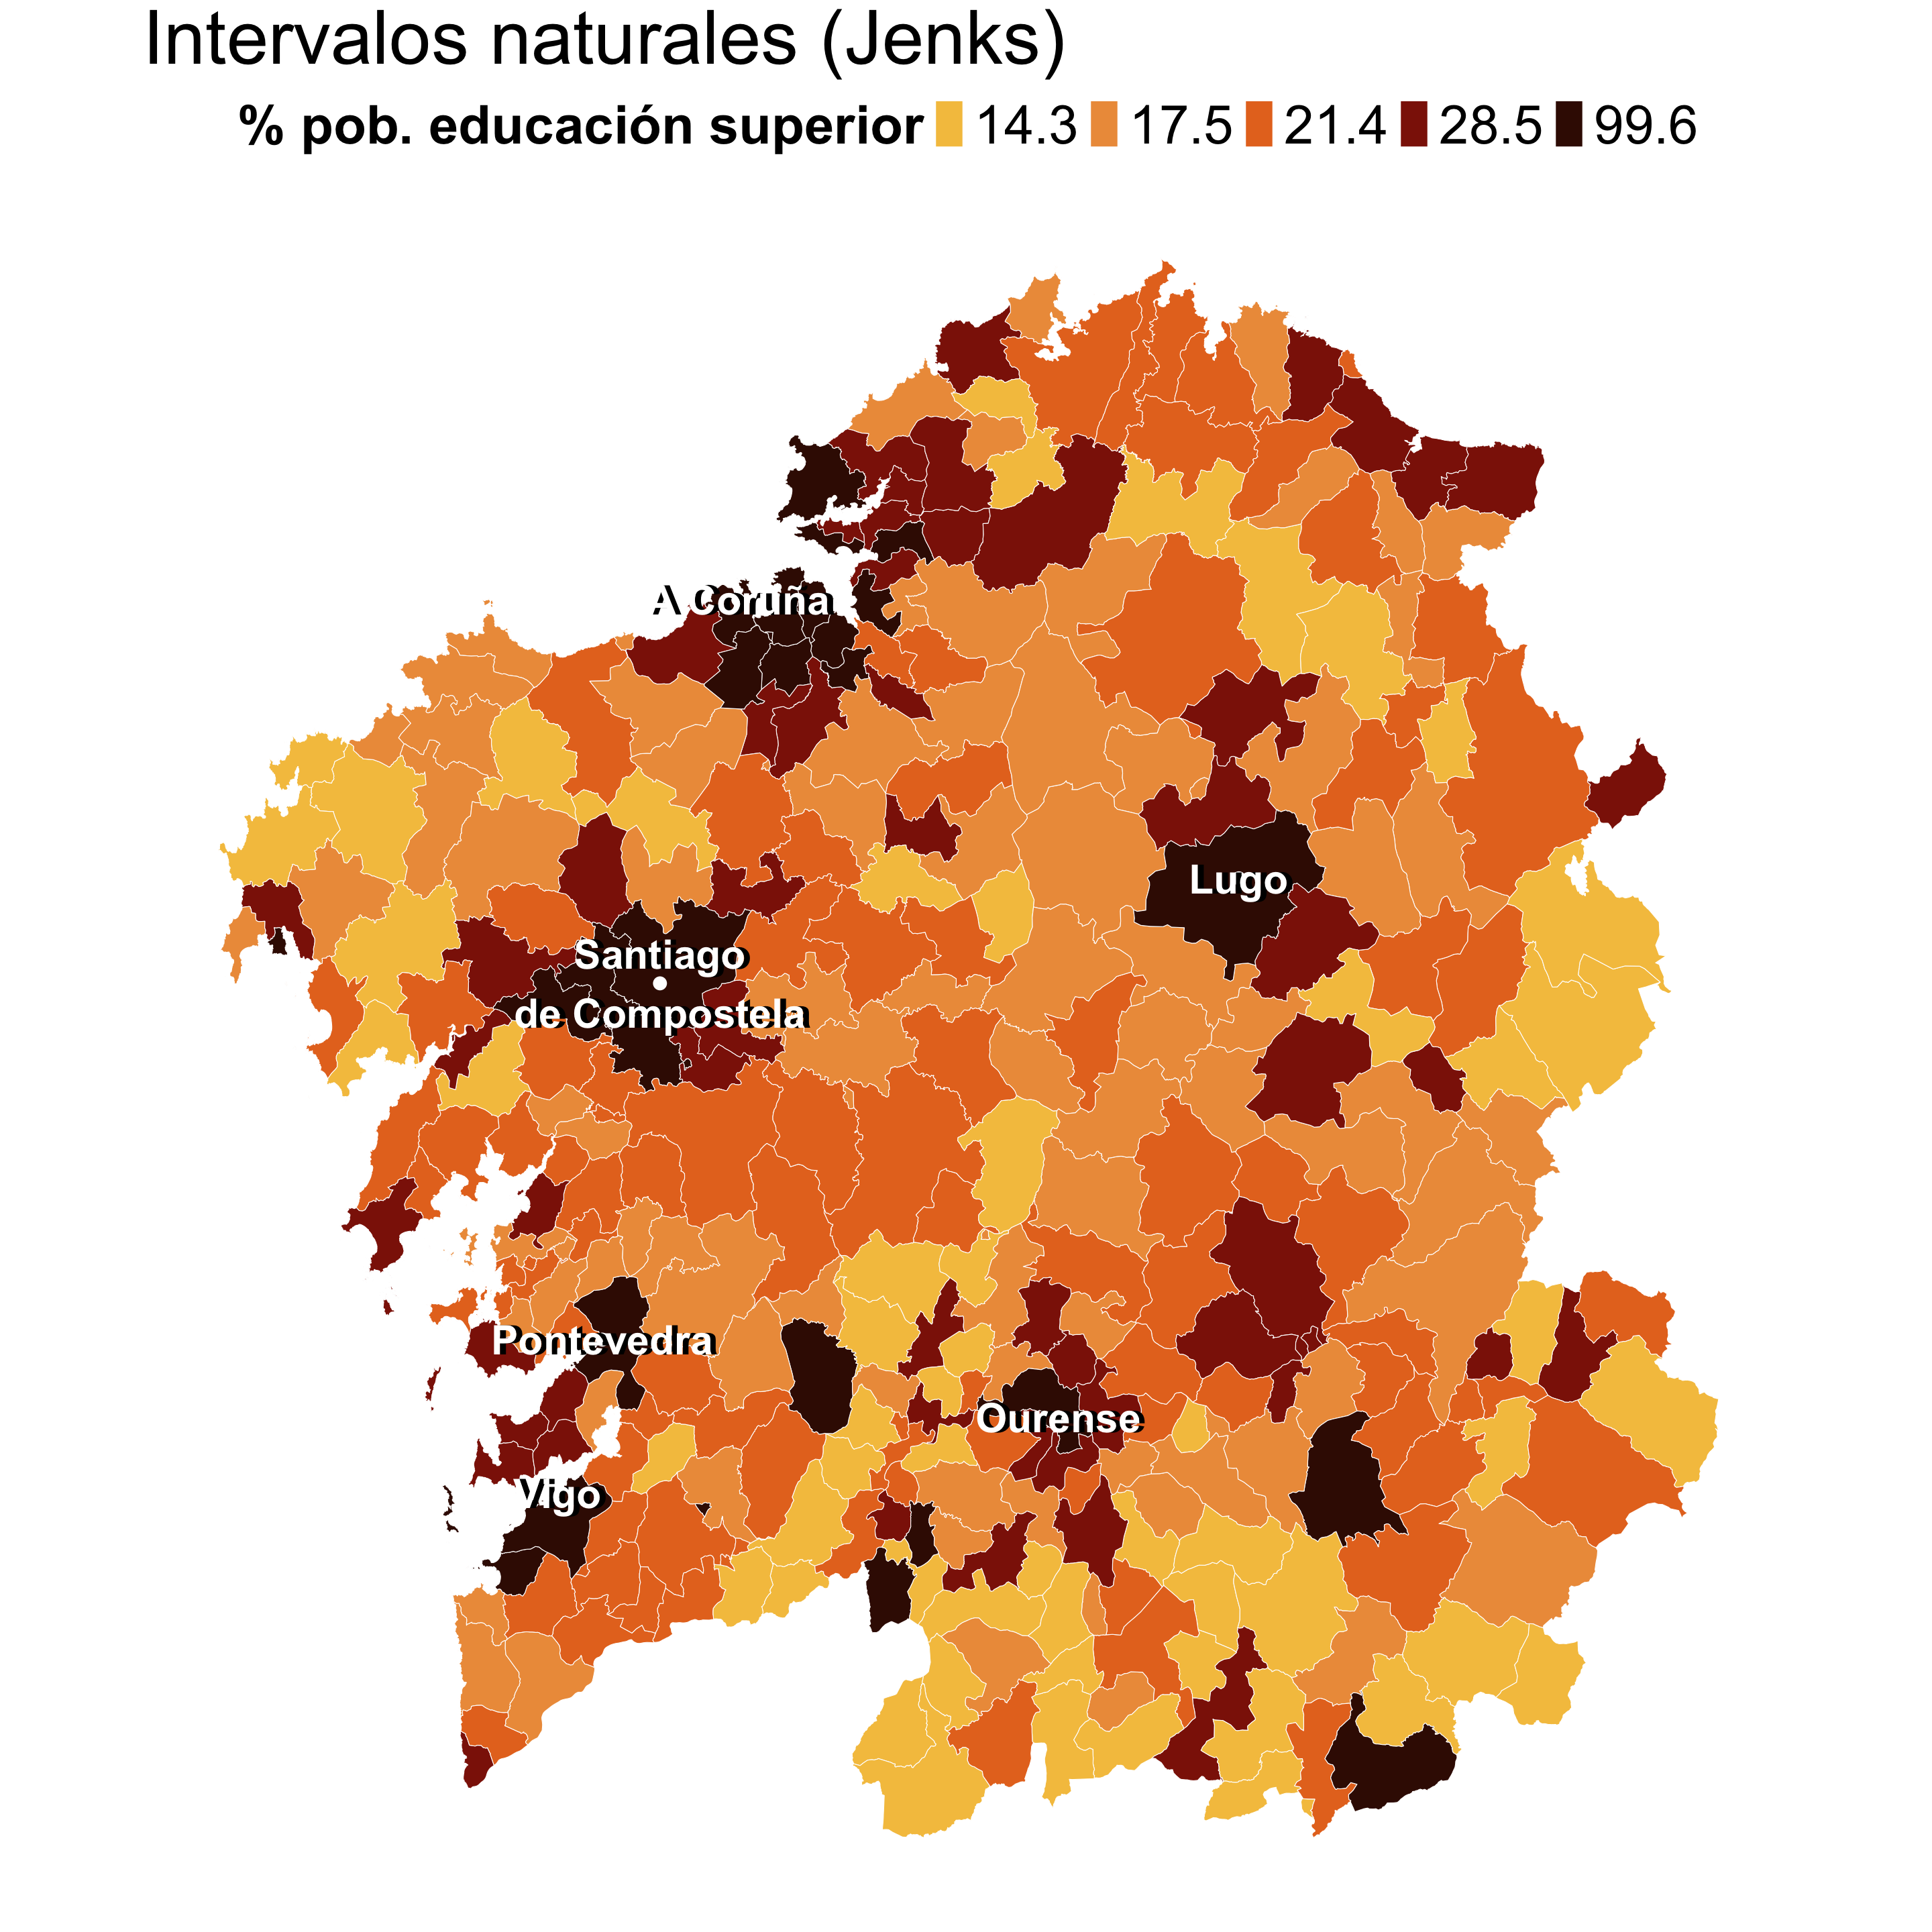 Intervalos naturales (Jenks)
% pob. educación superior 14.3 17.5 21.4 28.5 99.6
A Coruña
Lugo
Santiago
de Compostela
Pontevedra
Ourense
Vigo